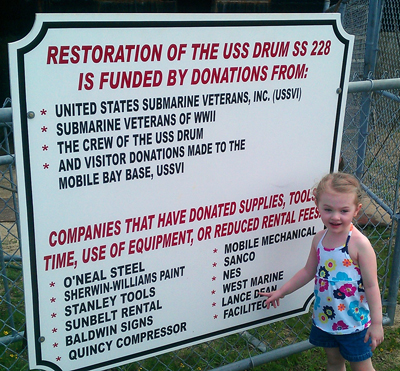 RESTORATION OF THE USS DRUM SS 228
IS FUNDED BY DONATIONS FROM:
* UNITED STATES SUBMARINE VETERANS, INC. (USSVI)
* SUBMARINE VETERANS OF WWII
* THE CREW OF THE USS DRUM
* AND VISITOR DONATIONS MADE TO THE
MOBILE BAY BASE, USSVI
COMPANIES THAT HAVE DONATED SUPPLIES, TOOLS
TIME, USE OF EQUIPMENT, OR REDUCED RENTAL FEES
* O'NEAL STEEL
* SHERWIN-WILLIAMS PAINT
* STANLEY TOOLS
* SUNBELT RENTAL
* BALDWIN SIGNS
* QUINCY COMPRESSOR
* MOBILE MECHANICAL
* SANCO
* NES
* WEST MARINE
* LANCE DEAN
*